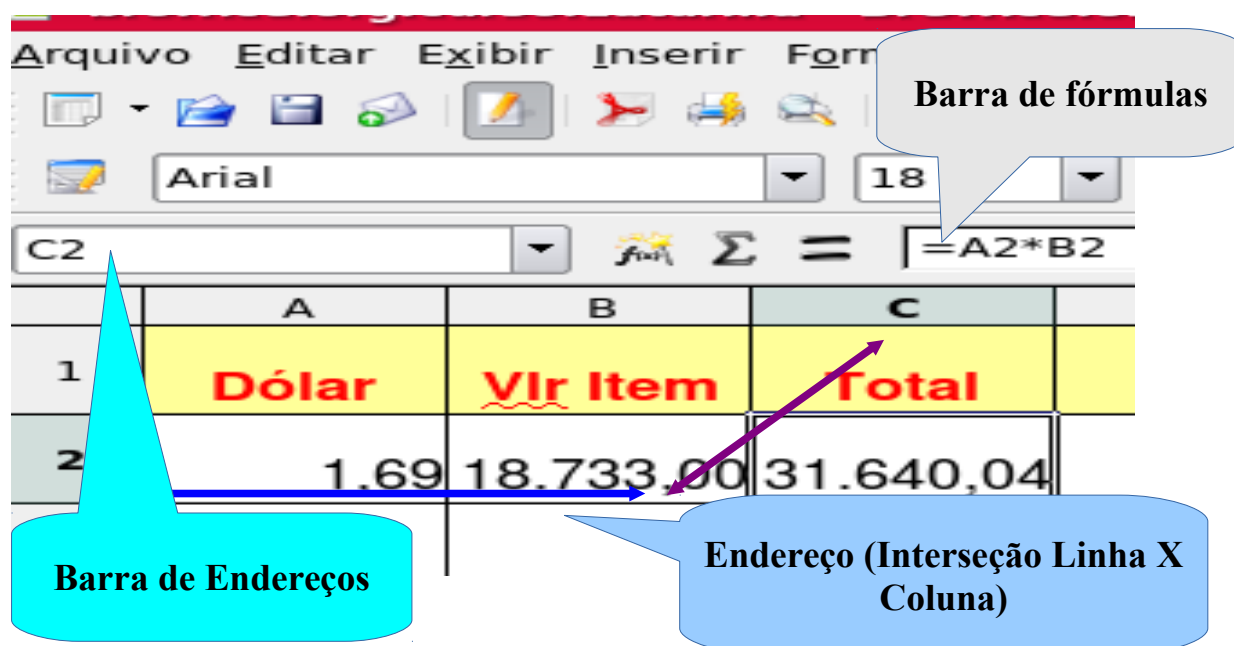 Arquivo Editar Exibir Inserir
Barra de fórmulas
Arial 18
C2 =A2*B2
A B C
1 Dólar Vlr Item Total
2 1.69 18.733,00 31.640,04
Barra de Endereços
Endereço (Interseção Linha X
Coluna)